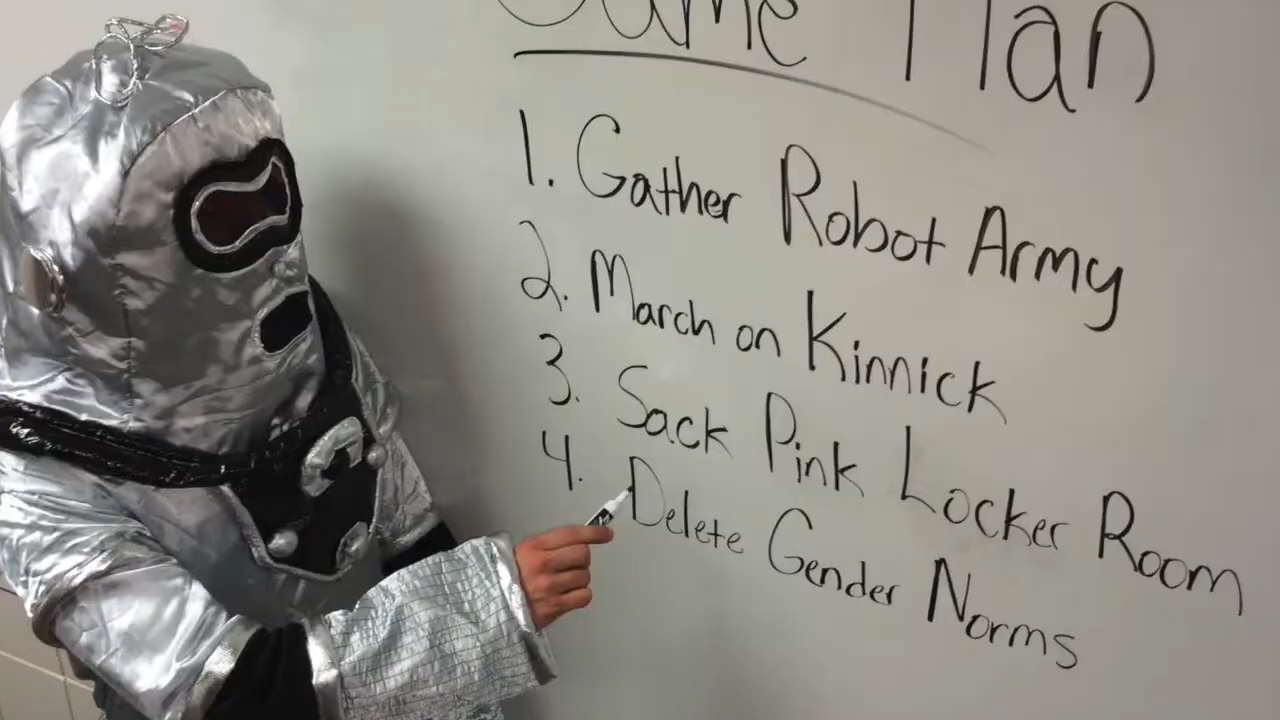 Game Plan
1. Gather Robot Army
2. March on Kinnick
3. Sack Pink Locker Room
4. Delete Gender Norms